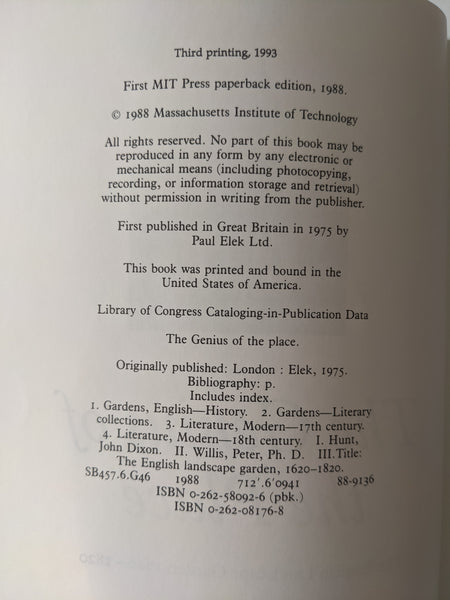 Third printing, 1993
First MIT Press paperback edition, 1988.
© 1988 Massachusetts Institute of Technology
All rights reserved. No part of this book may be
reproduced in any form by any electronic or
mechanical means (including photocopying,
recording, or information storage and retrieval)
without permission in writing from the publisher.
First published in Great Britain in 1975 by
Paul Elek Ltd.
This book was printed and bound in the
United States of America.
Library of Congress Cataloging-in-Publication Data
The Genius of the place.
Originally published: London : Elek, 1975.
Bibliography: p.
Includes index.
1. Gardens, English—History. 2. Gardens—Literary
collections. 3. Literature, Modern—17th century.
4. Literature, Modern—18th century. I. Hunt,
John Dixon. II. Willis, Peter, Ph. D. III. Title:
The English landscape garden, 1620–1820.
SB457.6.G46 1988 712'.6'0941 88-9136
ISBN 0-262-58092-6 (pbk.)
ISBN 0-262-08176-8